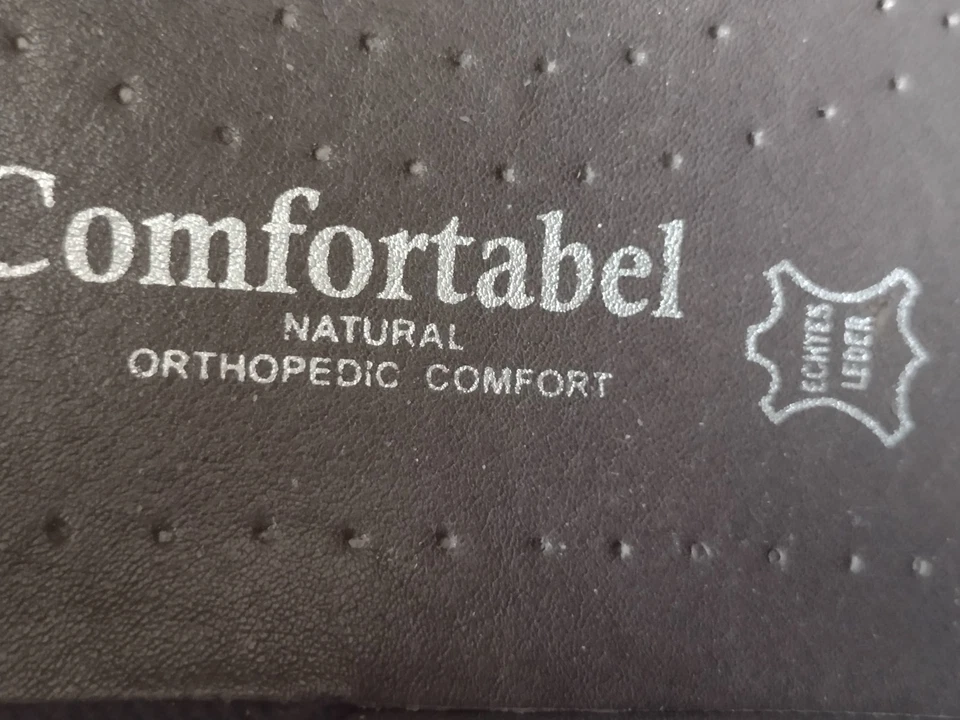 Comfortabel
NATURAL
ORTHOPEDIC COMFORT
ECHTES
LEDER